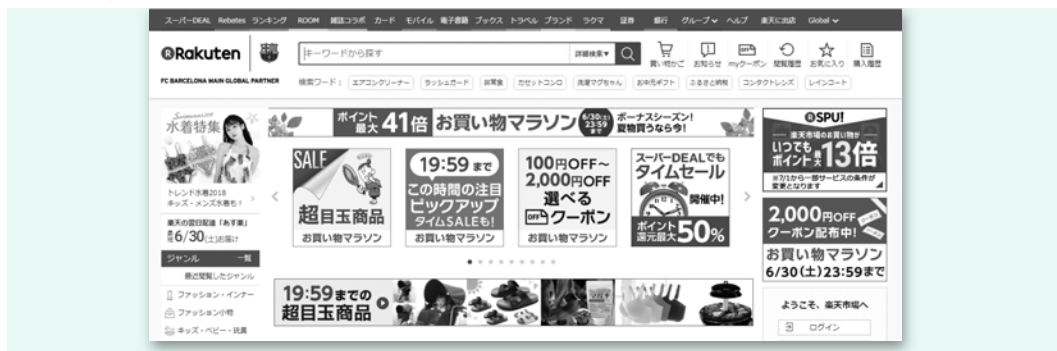 スーパーDEAL Rebates ランキング ROOM 雑誌コラボ カード モバイル 電子書籍 ブックス トラベル ブランド ラクマ 証券 銀行 グループ ヘルプ 楽天に出店 Global
Rakuten
FC BARCELONA MAIN GLOBAL PARTNER
キーワードから探す
詳細検索▼
買い物かご お知らせ myクーポン 閲覧履歴 お気に入り 購入履歴
検索ワード: エアコンクリーナー ラッシュガード 非常食 カセットコンロ 洗濯マグちゃん お中元ギフト ふるさと納税 コンタクトレンズ レインコート
水着特集
トレンド水着2018
キッズ・メンズ水着も!
楽天の翌日配達「あす楽」
最短6/30(土)お届け
ジャンル 一覧
最近閲覧したジャンル
ファッション・インナー
ファッション小物
キッズ・ベビー・玩具
ポイント最大41倍 お買い物マラソン 6/30(土)23:59まで
ボーナスシーズン!
夏物買うなら今!
SALE
超目玉商品
お買い物マラソン
19:59まで
この時間の注目
ピックアップ
タイムSALEも!
お買い物マラソン
100円OFF~
2,000円OFF
選べる
OFFクーポン
お買い物マラソン
スーパーDEALでも
タイムセール
開催中!
ポイント還元最大50%
19:59までの
超目玉商品
SPU!
楽天市場のお買い物が
いつでも
ポイント最大13倍
※7/1から一部サービスの条件が
変更となります
2,000円OFF
クーポン配布中!
お買い物マラソン
6/30(土)23:59まで
ようこそ、楽天市場へ
ログイン